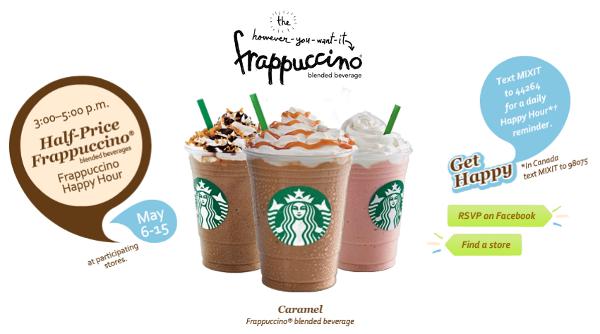 the
however-you-want-it
frappuccino®
blended beverage
3:00–5:00 p.m.
Half-Price
Frappuccino®
blended beverages
Frappuccino
Happy Hour
May
6-15
at participating
stores.
Text MIXIT
to 44264
for a daily
Happy Hour*†
reminder.
Get
Happy
*In Canada
text MIXIT to 98075
RSVP on Facebook
Find a store
Caramel
Frappuccino® blended beverage